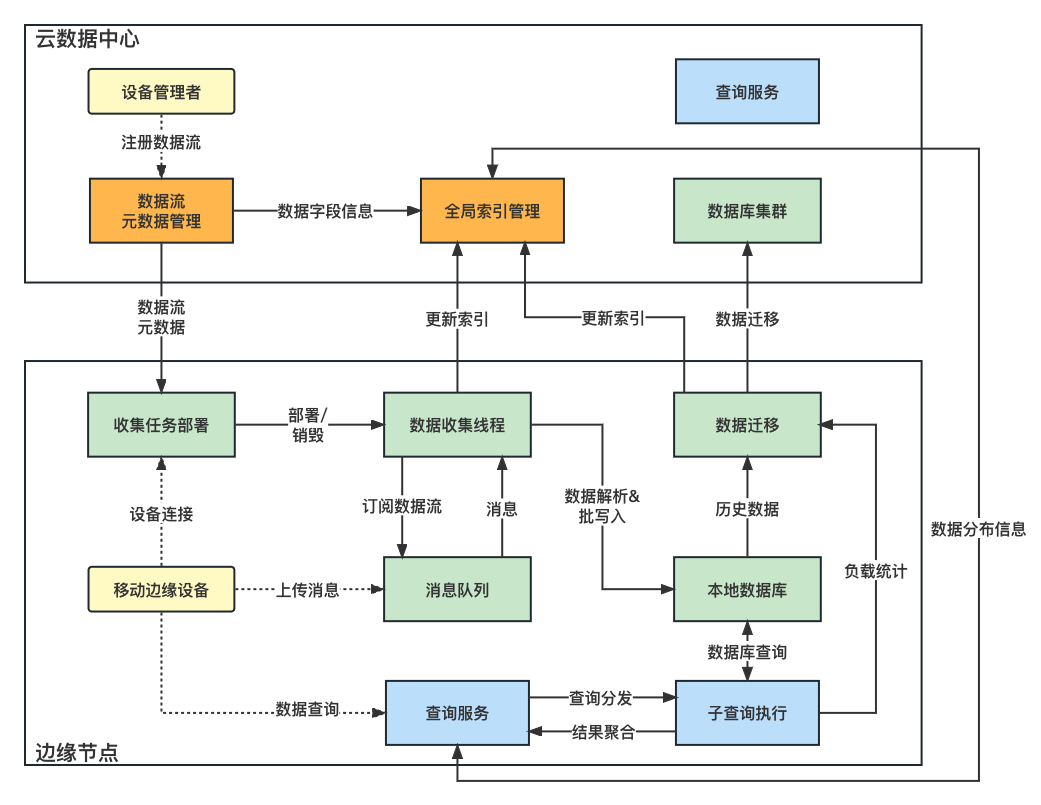 云数据中心
设备管理者
查询服务
注册数据流
数据流
元数据管理
数据字段信息
全局索引管理
数据库集群
数据流
元数据
更新索引
更新索引
数据迁移
收集任务部署
部署/
销毁
数据收集线程
数据迁移
设备连接
订阅数据流
消息
数据解析&
批写入
历史数据
数据分布信息
负载统计
移动边缘设备
上传消息
消息队列
本地数据库
数据库查询
数据查询
查询服务
查询分发
结果聚合
子查询执行
边缘节点